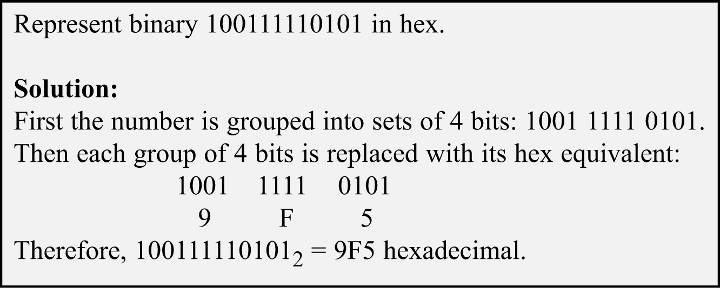 Represent binary 100111110101 in hex.
Solution:
First the number is grouped into sets of 4 bits: 1001 1111 0101.
Then each group of 4 bits is replaced with its hex equivalent:
1001 1111 0101
9 F 5
Therefore, 100111110101₂ = 9F5 hexadecimal.